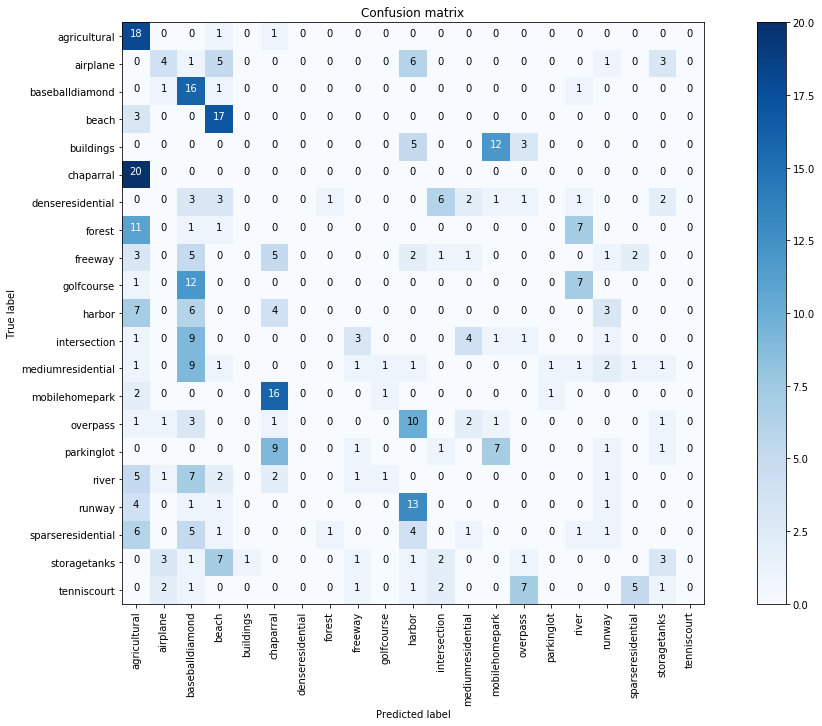 Confusion matrix
agricultural 18 0 0 1 0 1 0 0 0 0 0 0 0 0 0 0 0 0 0 0 0
airplane 0 4 1 5 0 0 0 0 0 0 6 0 0 0 0 0 0 1 0 3 0
baseballdiamond 0 1 16 1 0 0 0 0 0 0 0 0 0 0 0 0 1 0 0 0 0
beach 3 0 0 17 0 0 0 0 0 0 0 0 0 0 0 0 0 0 0 0 0
buildings 0 0 0 0 0 0 0 0 0 0 5 0 0 12 3 0 0 0 0 0 0
chaparral 20 0 0 0 0 0 0 0 0 0 0 0 0 0 0 0 0 0 0 0 0
denseresidential 0 0 3 3 0 0 0 1 0 0 0 6 2 1 1 0 1 0 0 2 0
forest 11 0 1 1 0 0 0 0 0 0 0 0 0 0 0 0 7 0 0 0 0
freeway 3 0 5 0 0 5 0 0 0 0 2 1 1 0 0 0 0 1 2 0 0
golfcourse 1 0 12 0 0 0 0 0 0 0 0 0 0 0 0 0 7 0 0 0 0
harbor 7 0 6 0 0 4 0 0 0 0 0 0 0 0 0 0 0 3 0 0 0
intersection 1 0 9 0 0 0 0 0 3 0 0 0 4 1 1 0 0 1 0 0 0
mediumresidential 1 0 9 1 0 0 0 0 1 1 1 0 0 0 0 1 1 2 1 1 0
mobilehomepark 2 0 0 0 0 16 0 0 0 1 0 0 0 0 0 1 0 0 0 0 0
overpass 1 1 3 0 0 1 0 0 0 0 10 0 2 1 0 0 0 0 0 1 0
parkinglot 0 0 0 0 0 9 0 0 1 0 0 1 0 7 0 0 0 1 0 1 0
river 5 1 7 2 0 2 0 0 1 1 0 0 0 0 0 0 0 1 0 0 0
runway 4 0 1 1 0 0 0 0 0 0 13 0 0 0 0 0 0 0 0 0 0
sparseresidential 6 0 5 1 0 0 0 1 0 0 4 0 1 0 0 0 1 1 0 0 0
storagetanks 0 3 1 7 1 0 0 0 1 0 1 2 0 0 1 0 0 0 0 3 0
tenniscourt 0 2 1 0 0 0 0 0 1 0 1 2 0 0 7 0 0 0 5 1 0
True label
agricultural airplane baseballdiamond beach buildings chaparral denseresidential forest freeway golfcourse harbor intersection mediumresidential mobilehomepark overpass parkinglot river runway sparseresidential storagetanks tenniscourt
Predicted label
20.0
17.5
15.0
12.5
10.0
7.5
5.0
2.5
0.0